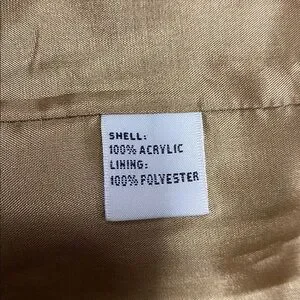 SHELL:
100% ACRYLIC
LINING:
100% POLYESTER